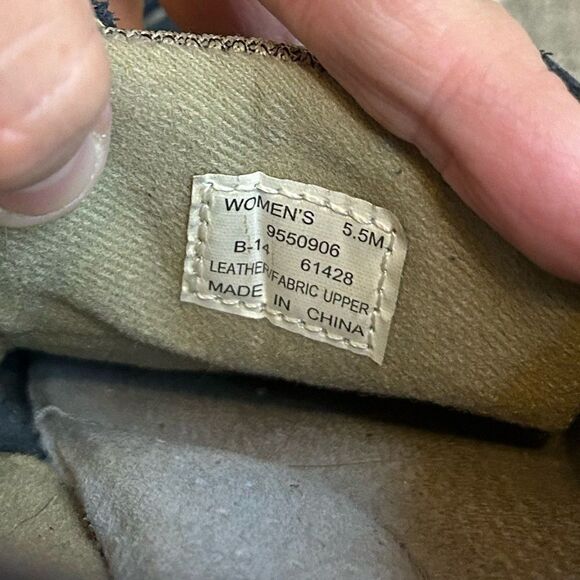 WOMEN'S 5.5M
9550906
B-14 61428
LEATHER/FABRIC UPPER
MADE IN CHINA